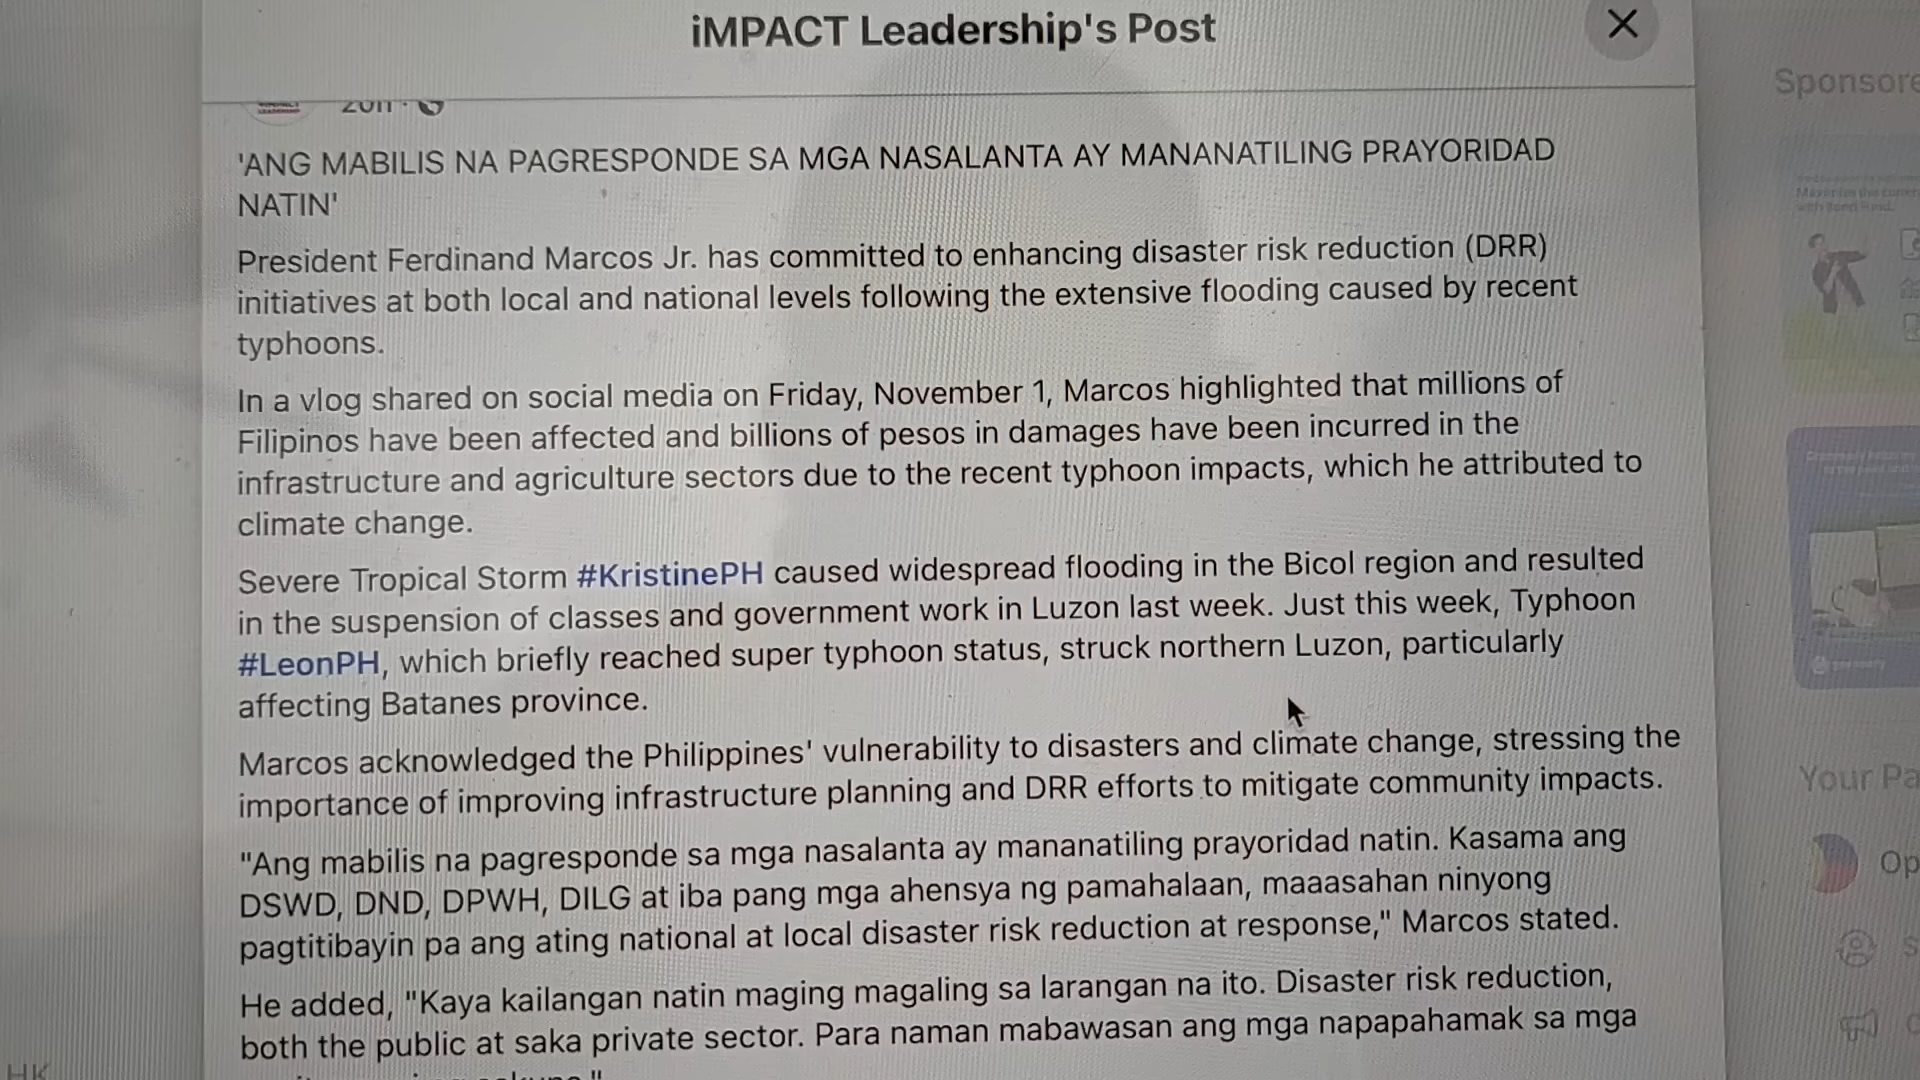 iMPACT Leadership's Post
'ANG MABILIS NA PAGRESPONDE SA MGA NASALANTA AY MANANATILING PRAYORIDAD
NATIN'
President Ferdinand Marcos Jr. has committed to enhancing disaster risk reduction (DRR)
initiatives at both local and national levels following the extensive flooding caused by recent
typhoons.
In a vlog shared on social media on Friday, November 1, Marcos highlighted that millions of
Filipinos have been affected and billions of pesos in damages have been incurred in the
infrastructure and agriculture sectors due to the recent typhoon impacts, which he attributed to
climate change.
Severe Tropical Storm #KristinePH caused widespread flooding in the Bicol region and resulted
in the suspension of classes and government work in Luzon last week. Just this week, Typhoon
#LeonPH, which briefly reached super typhoon status, struck northern Luzon, particularly
affecting Batanes province.
Marcos acknowledged the Philippines' vulnerability to disasters and climate change, stressing the
importance of improving infrastructure planning and DRR efforts to mitigate community impacts.
"Ang mabilis na pagresponde sa mga nasalanta ay mananatiling prayoridad natin. Kasama ang
DSWD, DND, DPWH, DILG at iba pang mga ahensya ng pamahalaan, maaasahan ninyong
pagtitibayin pa ang ating national at local disaster risk reduction at response," Marcos stated.
He added, "Kaya kailangan natin maging magaling sa larangan na ito. Disaster risk reduction,
both the public at saka private sector. Para naman mabawasan ang mga napapahamak sa mga
Sponsore
Your Pa
Op
HK